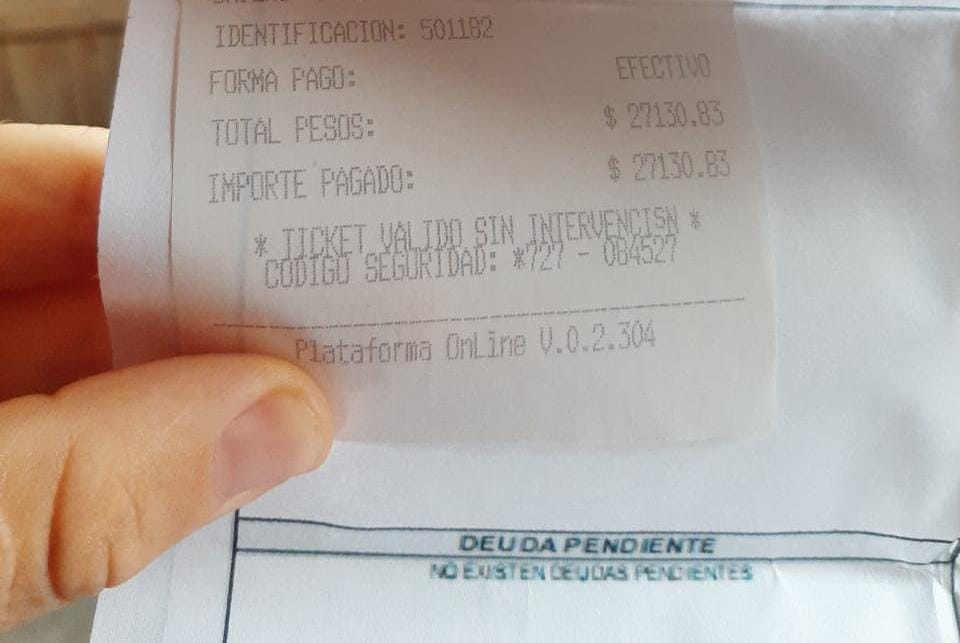 IDENTIFICACION: 501182
FORMA PAGO: EFECTIVO
TOTAL PESOS: $ 27130.83
IMPORTE PAGADO: $ 27130.83
* TICKET VALIDO SIN INTERVENCISN *
CODIGO SEGURIDAD: *727 - 084527
Plataforma OnLine V.0.2.304
DEUDA PENDIENTE
NO EXISTEN DEUDAS PENDIENTES